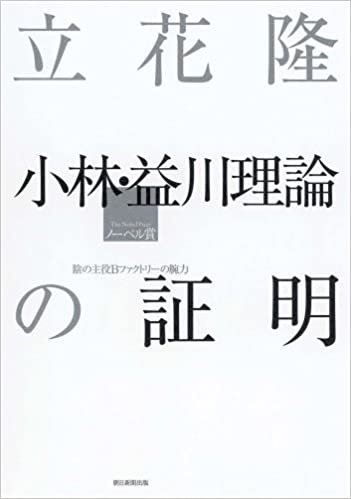 立花隆
小林・益川理論
The Nobel Prize
ノーベル賞
陰の主役Bファクトリーの腕力
の証明
朝日新聞出版